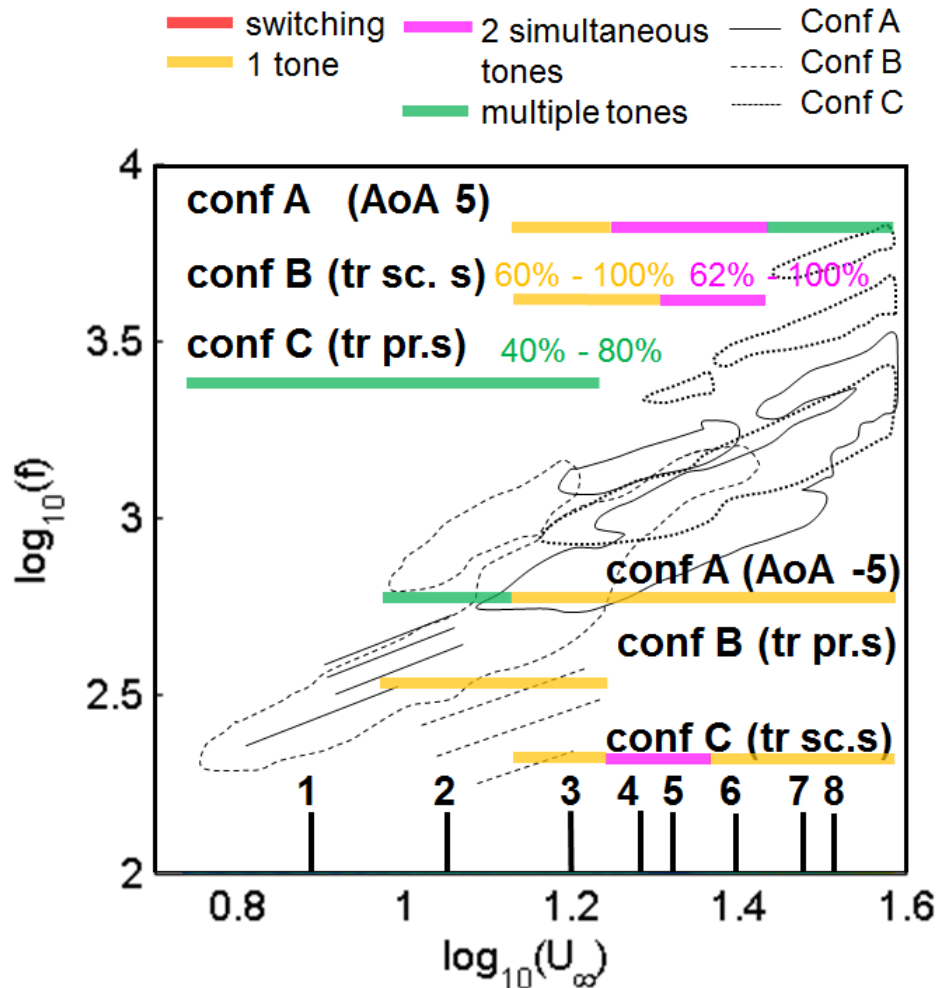 switching
1 tone
2 simultaneous
tones
multiple tones
Conf A
Conf B
Conf C
4
conf A (AoA 5)
conf B (tr sc. s)
60% - 100%
62% - 100%
3.5
conf C (tr pr.s)
40% - 80%
log10(f)
3
conf A (AoA -5)
conf B (tr pr.s)
2.5
conf C (tr sc.s)
1 2 3 4 5 6 7 8
2
0.8 1 1.2 1.4 1.6
log10(U∞)